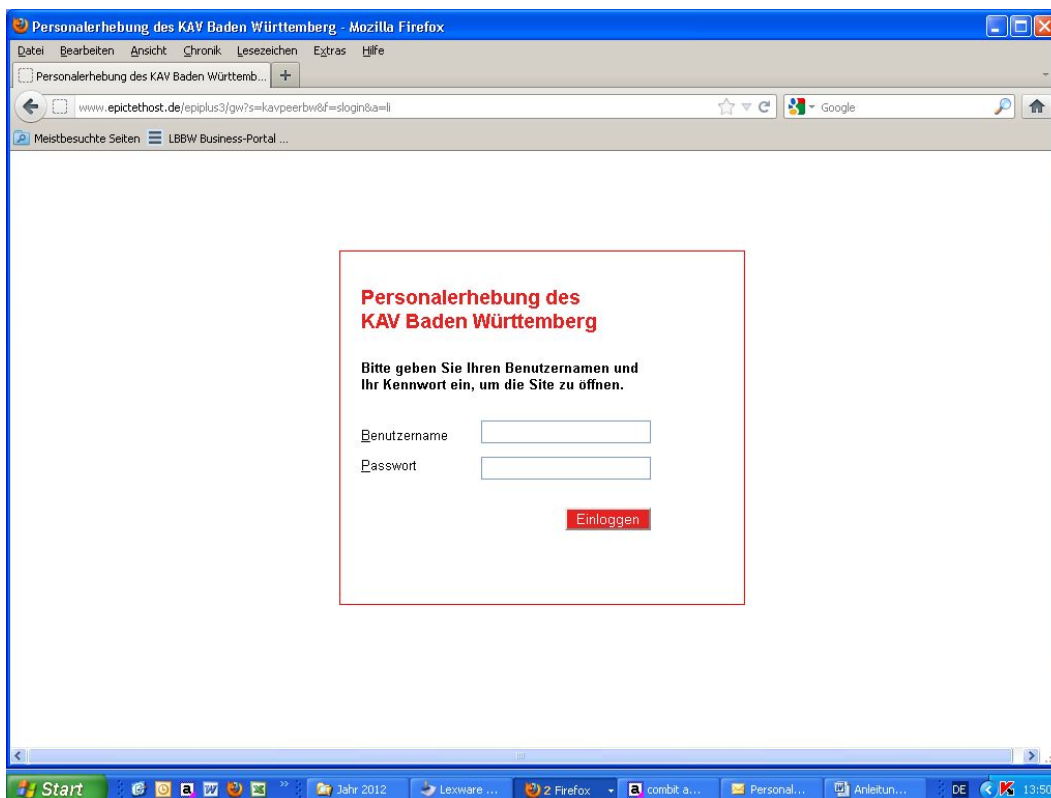 Personalerhebung des KAV Baden Württemberg - Mozilla Firefox
Datei Bearbeiten Ansicht Chronik Lesezeichen Extras Hilfe
Personalerhebung des KAV Baden Württemb... +
www.epictethost.de/epiplus3/gw?s=kavpeerbw&f=slogin&a=li
Google
Meistbesuchte Seiten LBBW Business-Portal ...
Personalerhebung des
KAV Baden Württemberg
Bitte geben Sie Ihren Benutzernamen und
Ihr Kennwort ein, um die Site zu öffnen.
Benutzername
Passwort
Einloggen
Start Jahr 2012 Lexware ... 2 Firefox combit a... Personal... Anleitun... DE 13:50